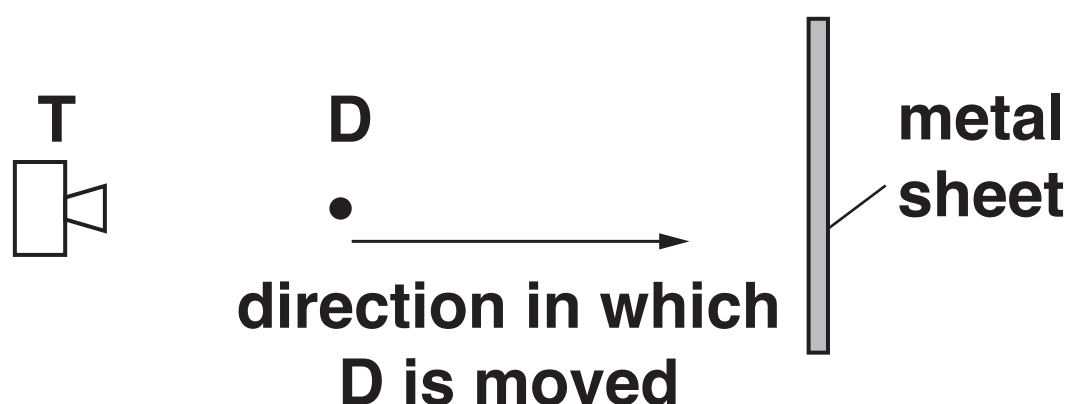 T
D
metal
sheet
direction in which
D is moved